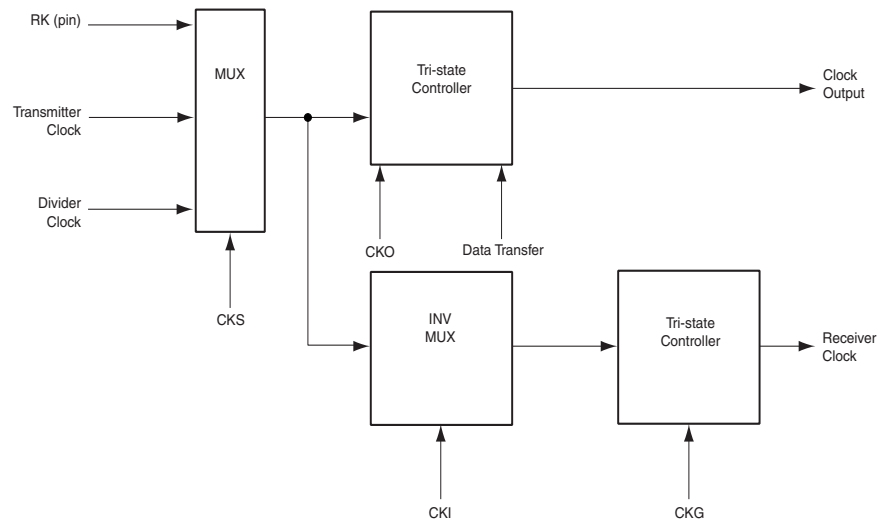 RK (pin)
MUX
Tri-state
Controller
Clock
Output
Transmitter
Clock
Divider
Clock
CKO
Data Transfer
CKS
INV
MUX
Tri-state
Controller
Receiver
Clock
CKI
CKG